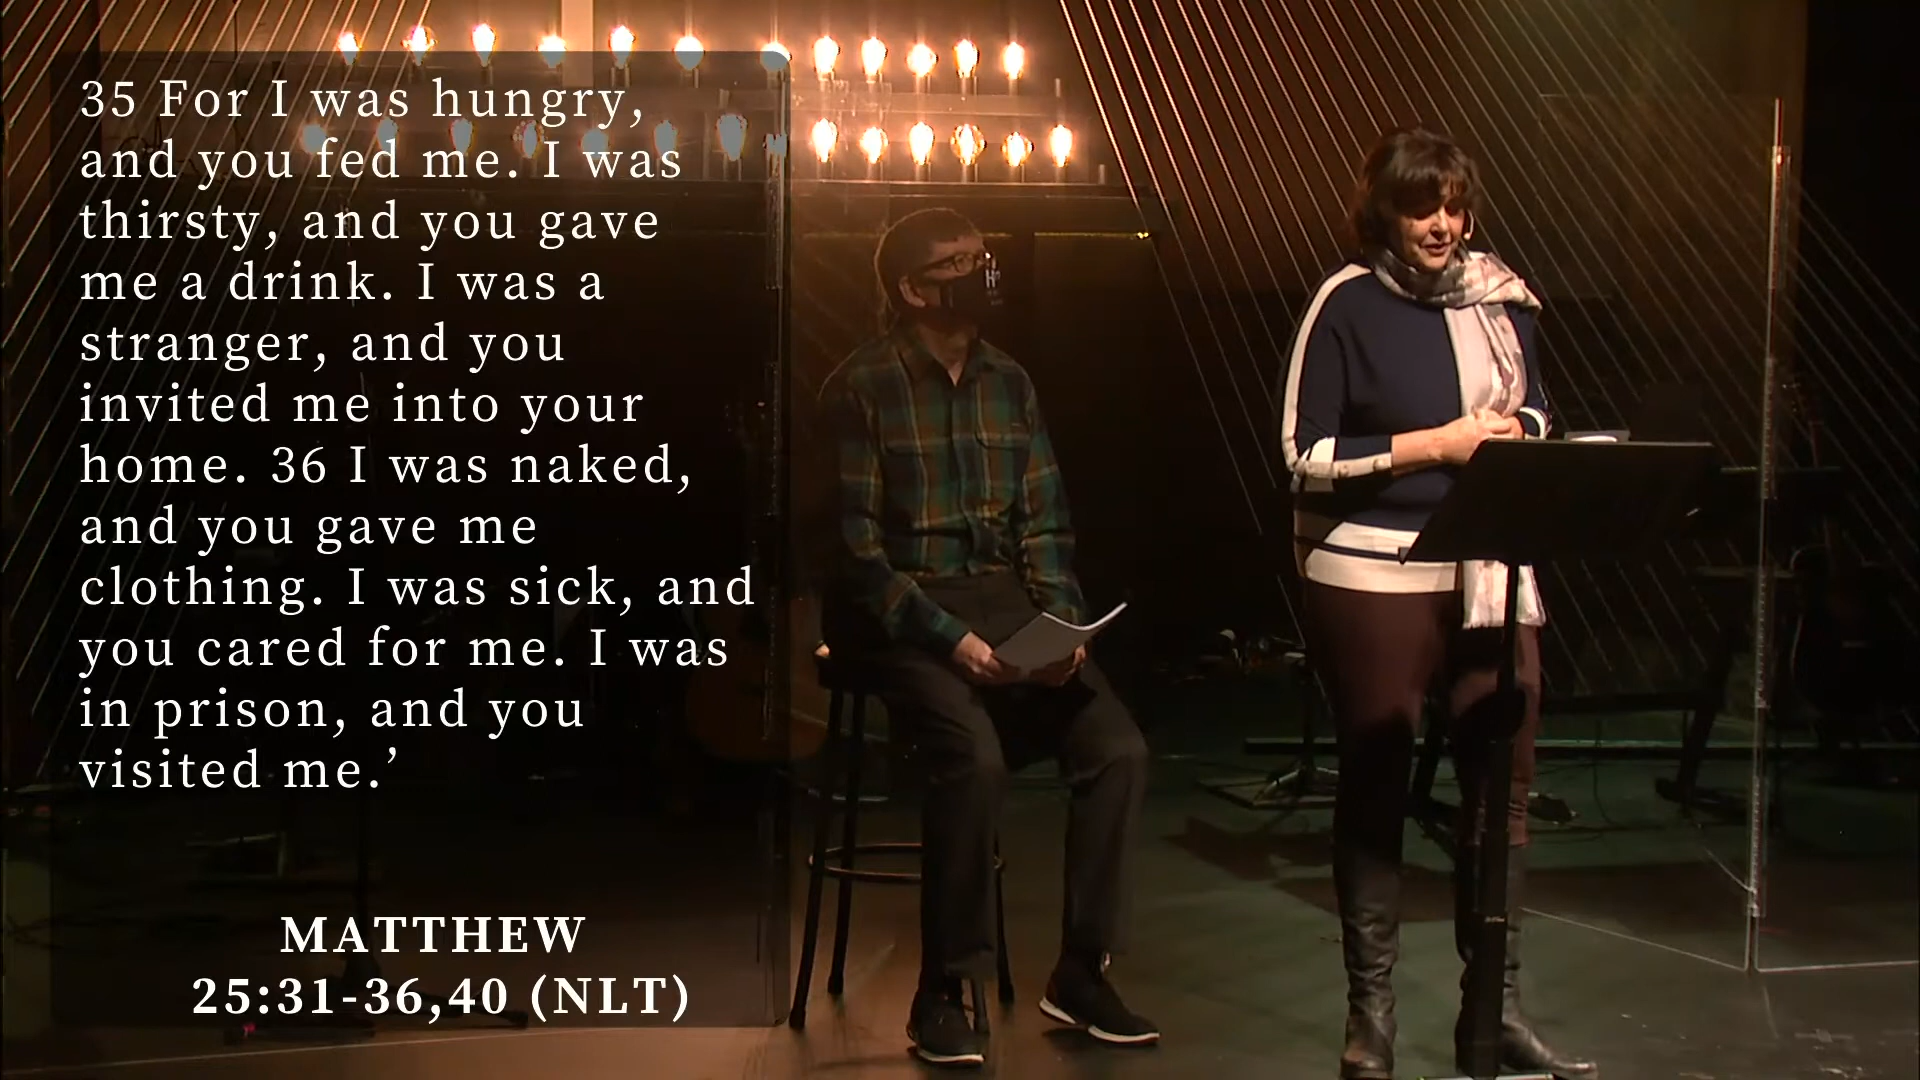 35 For I was hungry,
and you fed me. I was
thirsty, and you gave
me a drink. I was a
stranger, and you
invited me into your
home. 36 I was naked,
and you gave me
clothing. I was sick, and
you cared for me. I was
in prison, and you
visited me.’
MATTHEW
25:31-36,40 (NLT)